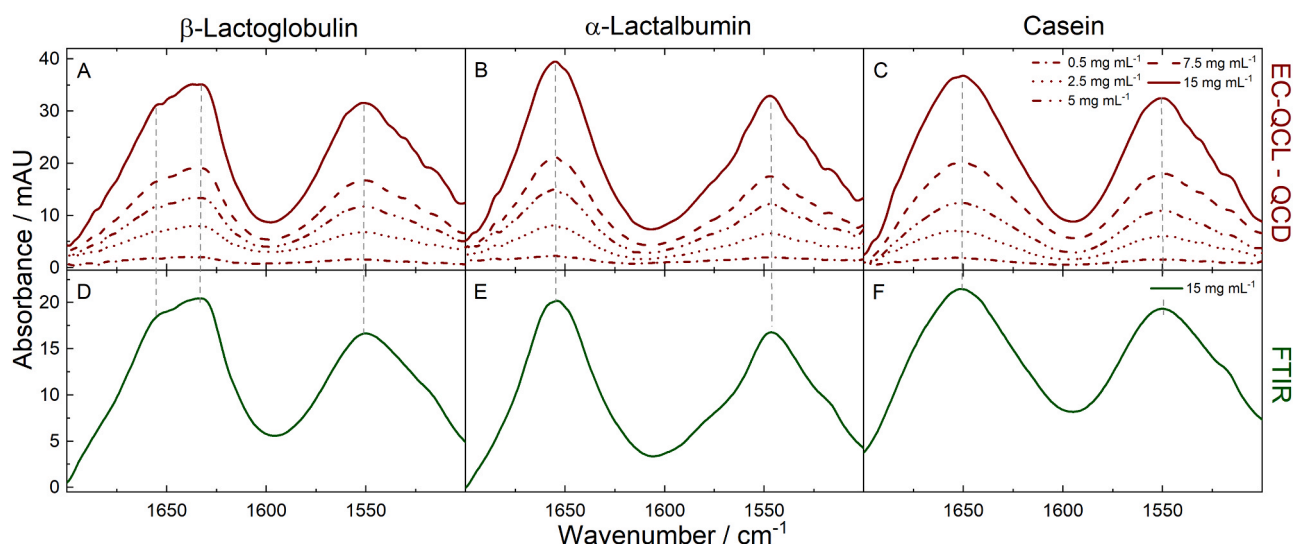 β-Lactoglobulin
α-Lactalbumin
Casein
Absorbance / mAU
40
30
20
10
0
A
B
C
0.5 mg mL⁻¹
2.5 mg mL⁻¹
5 mg mL⁻¹
7.5 mg mL⁻¹
15 mg mL⁻¹
EC-QCL - QCD
20
15
10
5
0
D
E
F
15 mg mL⁻¹
FTIR
1650
1600
1550
1650
1600
1550
1650
1600
1550
Wavenumber / cm⁻¹